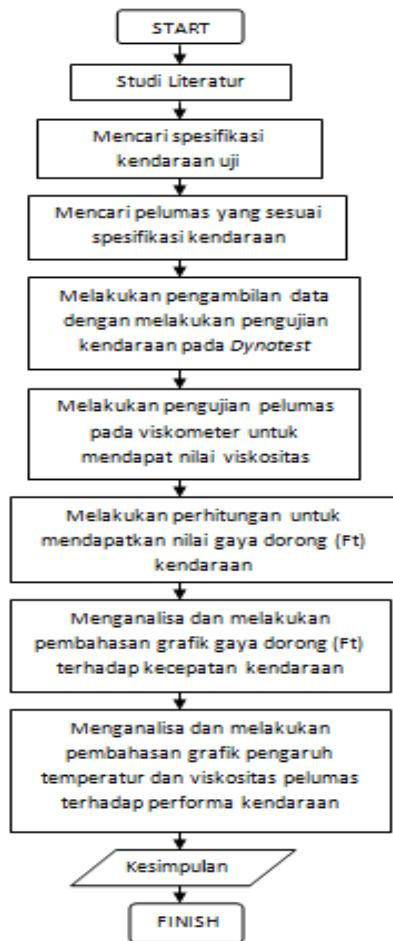 START
Studi Literatur
Mencari spesifikasi
kendaraan uji
Mencari pelumas yang sesuai
spesifikasi kendaraan
Melakukan pengambilan data
dengan melakukan pengujian
kendaraan pada Dynotest
Melakukan pengujian pelumas
pada viskometer untuk
mendapat nilai viskositas
Melakukan perhitungan untuk
mendapatkan nilai gaya dorong (Ft)
kendaraan
Menganalisa dan melakukan
pembahasan grafik gaya dorong (Ft)
terhadap kecepatan kendaraan
Menganalisa dan melakukan
pembahasan grafik pengaruh
temperatur dan viskositas pelumas
terhadap performa kendaraan
Kesimpulan
FINISH